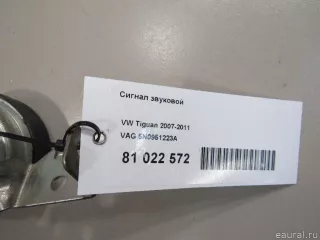 Сигнал звуковой
VW Tiguan 2007-2011
VAG 5N0951223A
81 022 572
eaural.ru